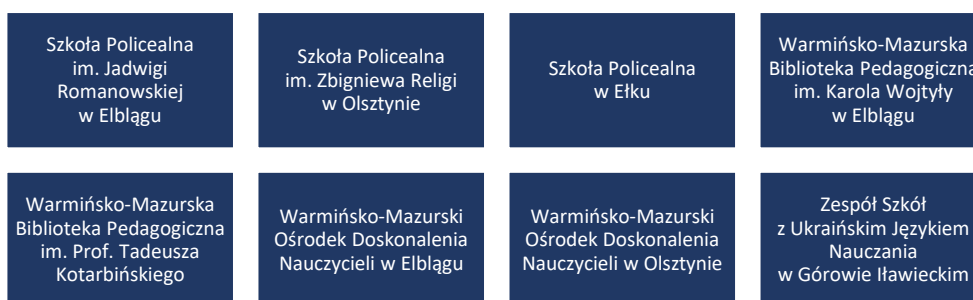 Szkoła Policealna
im. Jadwigi
Romanowskiej
w Elblągu
Szkoła Policealna
im. Zbigniewa Religi
w Olsztynie
Szkoła Policealna
w Ełku
Warmińsko-Mazurska
Biblioteka Pedagogiczna
im. Karola Wojtyły
w Elblągu
Warmińsko-Mazurska
Biblioteka Pedagogiczna
im. Prof. Tadeusza
Kotarbińskiego
Warmińsko-Mazurski
Ośrodek Doskonalenia
Nauczycieli w Elblągu
Warmińsko-Mazurski
Ośrodek Doskonalenia
Nauczycieli w Olsztynie
Zespół Szkół
z Ukraińskim Językiem
Nauczania
w Górowie Iławieckim